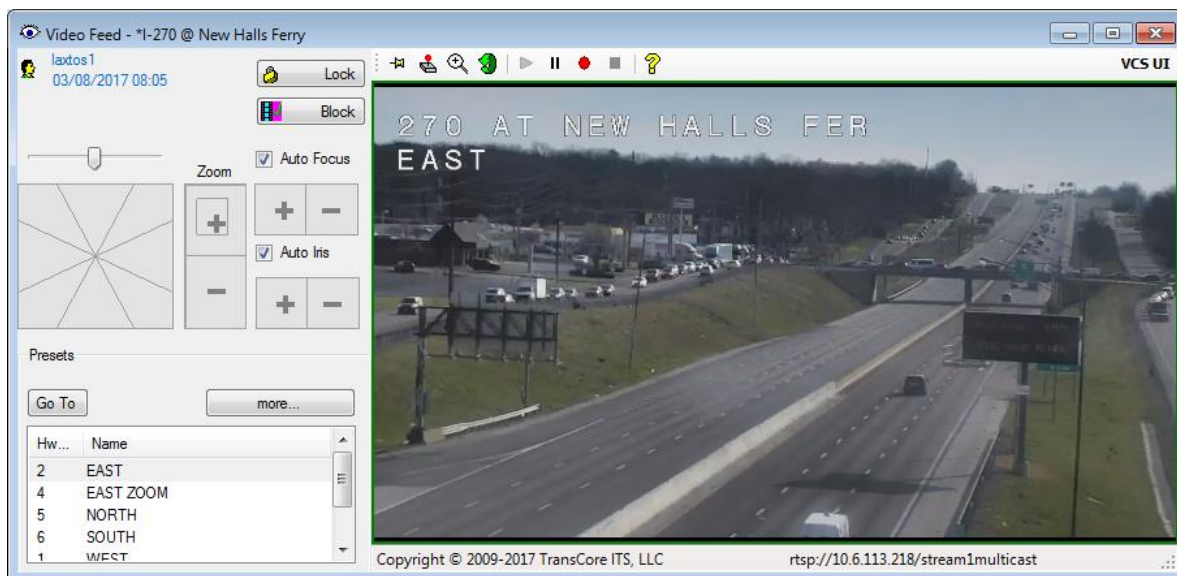 Video Feed - *I-270 @ New Halls Ferry
laxtos1
03/08/2017 08:05
Lock
Block
VCS UI
Zoom
Auto Focus
Auto Iris
Presets
Go To
more...
Hw... Name
2 EAST
4 EAST ZOOM
5 NORTH
6 SOUTH
1 WEST
270 AT NEW HALLS FER
EAST
Copyright © 2009-2017 TransCore ITS, LLC
rtsp://10.6.113.218/stream1multicast